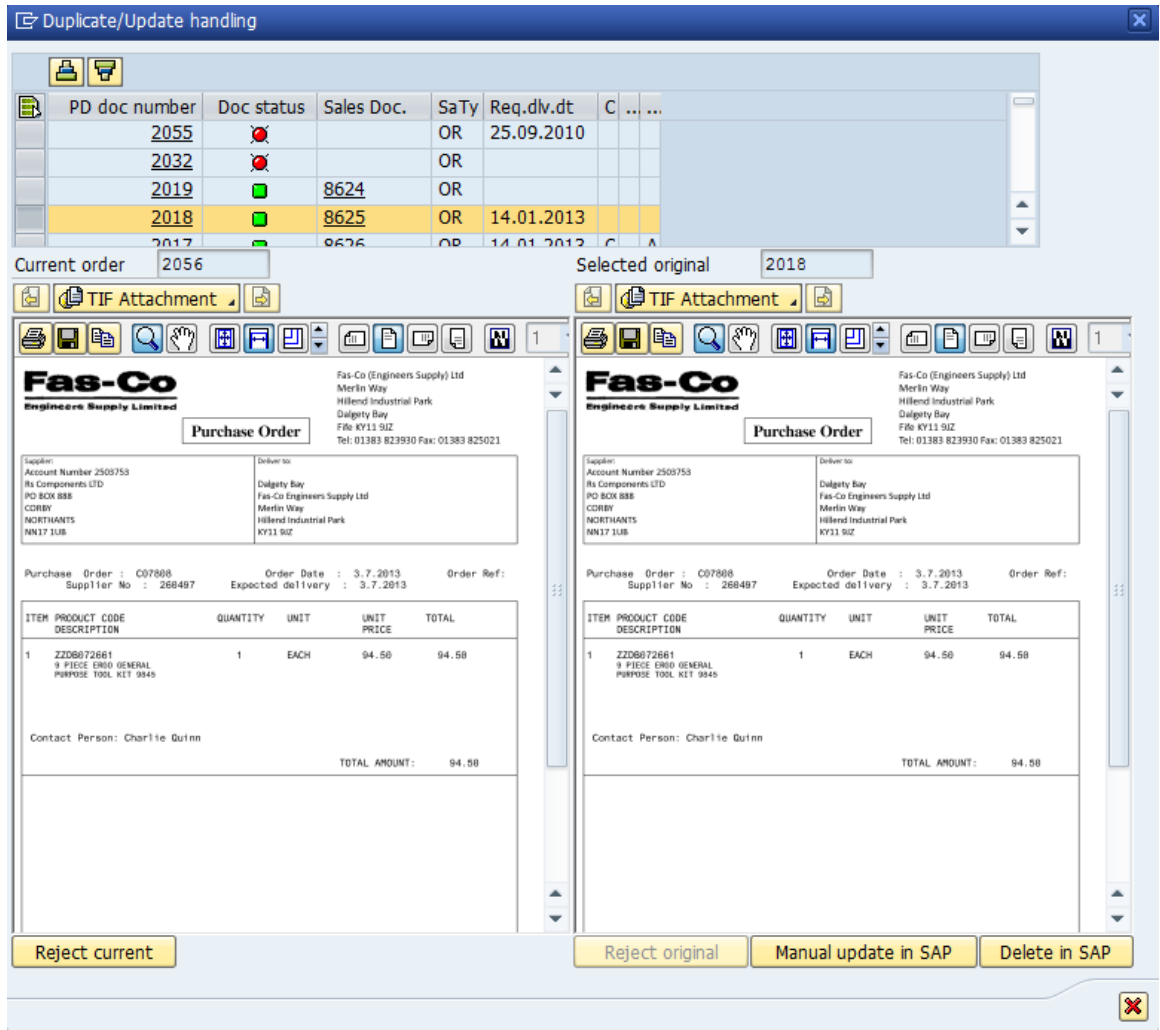 Duplicate/Update handling
PD doc number Doc status Sales Doc. SaTy Req.dlv.dt C ... ...
2055 OR 25.09.2010
2032 OR
2019 8624 OR
2018 8625 OR 14.01.2013
2017 8626 OR 14.01.2013 C A
Current order 2056
Selected original 2018
TIF Attachment
TIF Attachment
N 1
N 1
Fas-Co
Engineers Supply Limited
Purchase Order
Fas-Co (Engineers Supply) Ltd
Merlin Way
Hillend Industrial Park
Dalgety Bay
Fife KY11 9JZ
Tel: 01383 823930 Fax: 01383 825021
Supplier:
Account Number 2503753
Rs Components LTD
PO BOX 888
CORBY
NORTHANTS
NN17 1UB
Deliver to:
Dalgety Bay
Fas-Co Engineers Supply Ltd
Merlin Way
Hillend Industrial Park
KY11 9JZ
Purchase Order : C07808 Order Date : 3.7.2013 Order Ref:
Supplier No : 260497 Expected delivery : 3.7.2013
ITEM PRODUCT CODE QUANTITY UNIT UNIT TOTAL
DESCRIPTION PRICE
1 ZZDB072661 1 EACH 94.50 94.50
9 PIECE ERGO GENERAL
PURPOSE TOOL KIT 9845
Contact Person: Charlie Quinn
TOTAL AMOUNT: 94.50
Fas-Co
Engineers Supply Limited
Purchase Order
Fas-Co (Engineers Supply) Ltd
Merlin Way
Hillend Industrial Park
Dalgety Bay
Fife KY11 9JZ
Tel: 01383 823930 Fax: 01383 825021
Supplier:
Account Number 2503753
Rs Components LTD
PO BOX 888
CORBY
NORTHANTS
NN17 1UB
Deliver to:
Dalgety Bay
Fas-Co Engineers Supply Ltd
Merlin Way
Hillend Industrial Park
KY11 9JZ
Purchase Order : C07808 Order Date : 3.7.2013 Order Ref:
Supplier No : 260497 Expected delivery : 3.7.2013
ITEM PRODUCT CODE QUANTITY UNIT UNIT TOTAL
DESCRIPTION PRICE
1 ZZDB072661 1 EACH 94.50 94.50
9 PIECE ERGO GENERAL
PURPOSE TOOL KIT 9845
Contact Person: Charlie Quinn
TOTAL AMOUNT: 94.50
Reject current
Reject original Manual update in SAP Delete in SAP